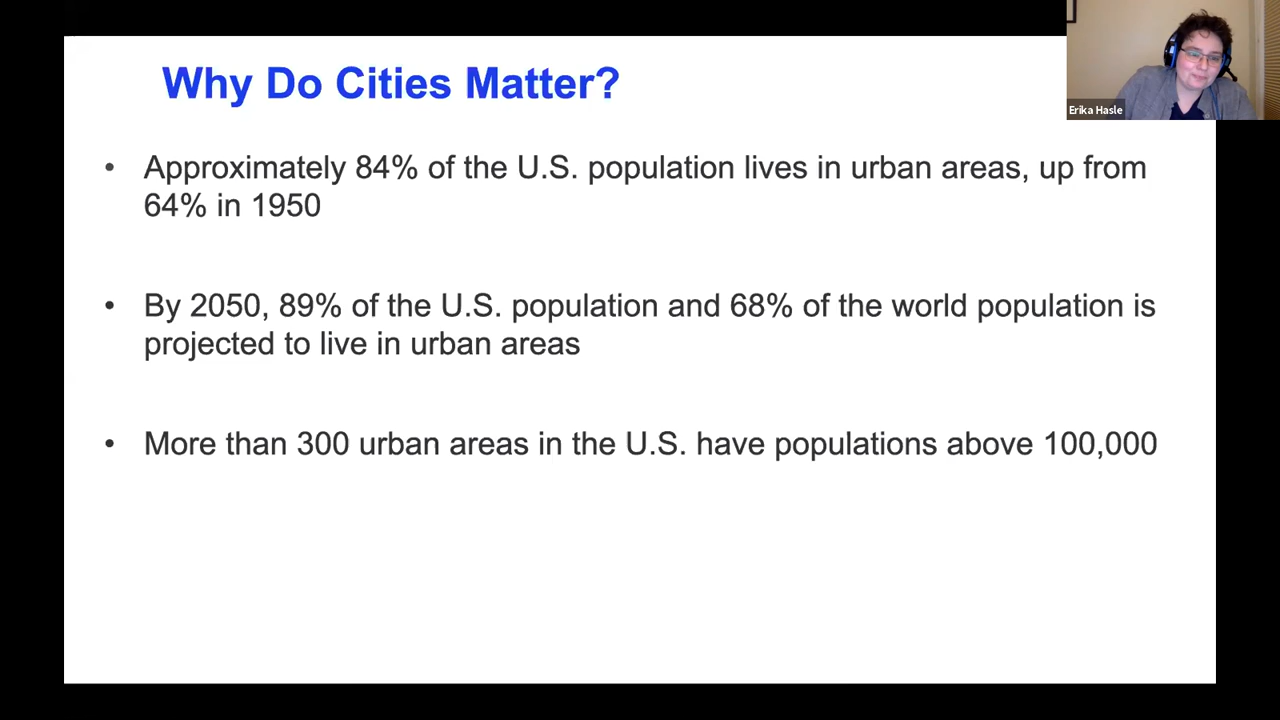 Why Do Cities Matter?
Erika Hasle
• Approximately 84% of the U.S. population lives in urban areas, up from
64% in 1950
• By 2050, 89% of the U.S. population and 68% of the world population is
projected to live in urban areas
• More than 300 urban areas in the U.S. have populations above 100,000